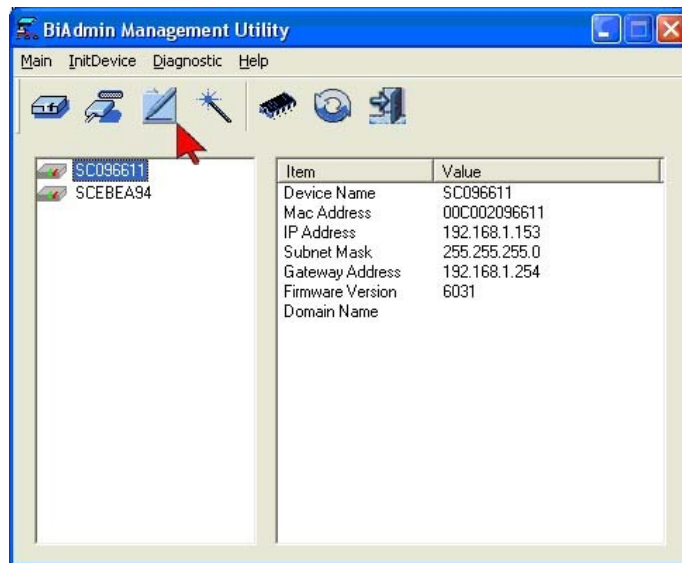 BiAdmin Management Utility
Main InitDevice Diagnostic Help
SC096611
SCEBEA94
Item Value
Device Name SC096611
Mac Address 00C002096611
IP Address 192.168.1.153
Subnet Mask 255.255.255.0
Gateway Address 192.168.1.254
Firmware Version 6031
Domain Name